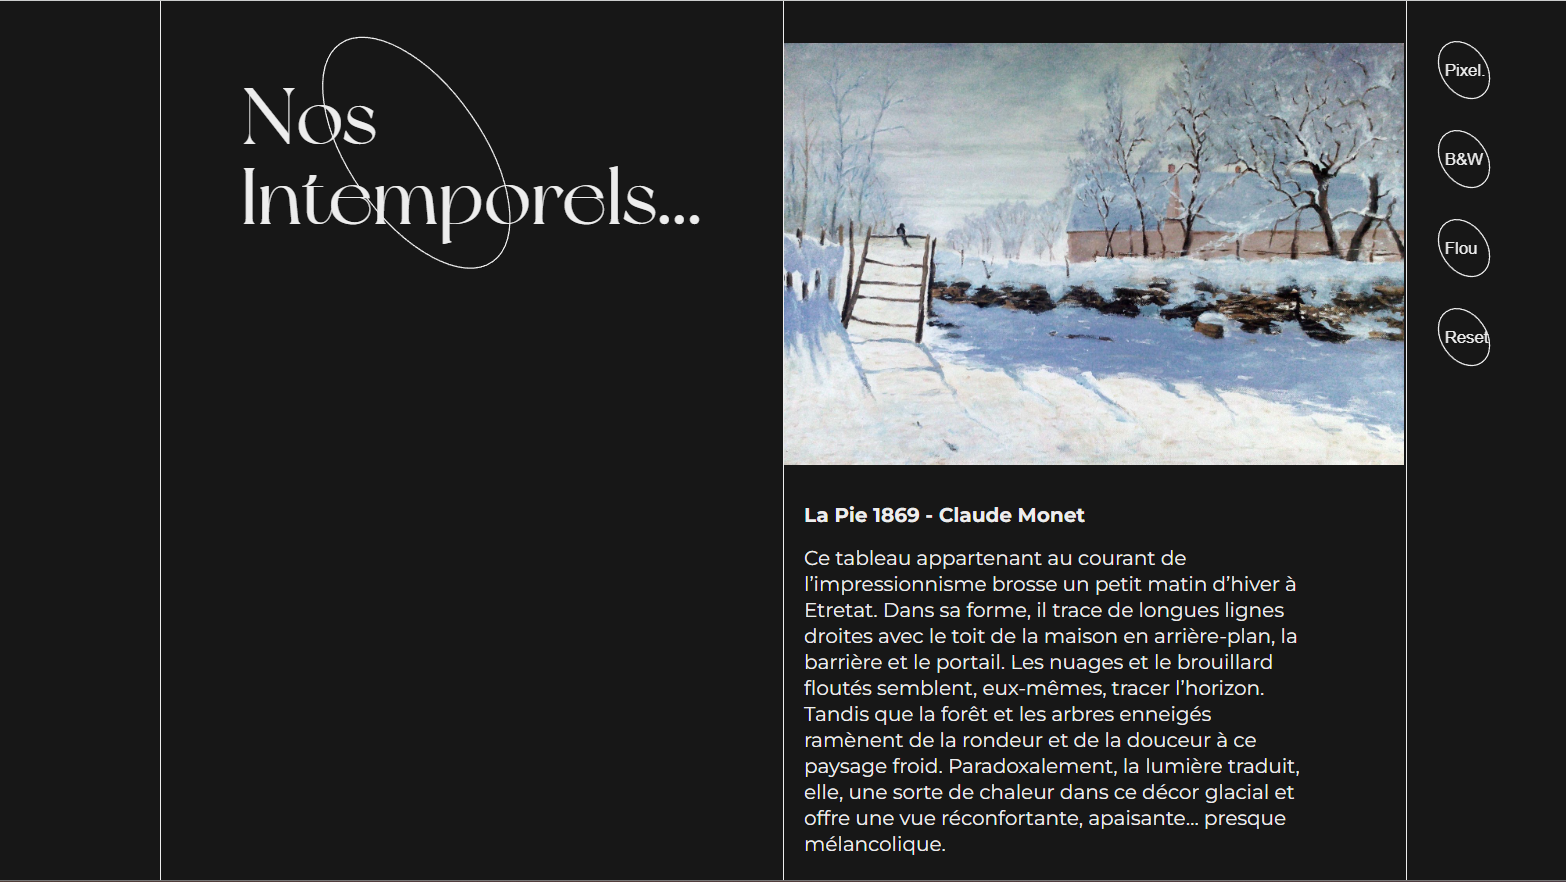 Nos
Intemporels...
La Pie 1869 - Claude Monet
Ce tableau appartenant au courant de
l’impressionnisme brosse un petit matin d’hiver à
Etretat. Dans sa forme, il trace de longues lignes
droites avec le toit de la maison en arrière-plan, la
barrière et le portail. Les nuages et le brouillard
floutés semblent, eux-mêmes, tracer l’horizon.
Tandis que la forêt et les arbres enneigés
ramènent de la rondeur et de la douceur à ce
paysage froid. Paradoxalement, la lumière traduit,
elle, une sorte de chaleur dans ce décor glacial et
offre une vue réconfortante, apaisante... presque
mélancolique.
Pixel.
B&W
Flou
Reset